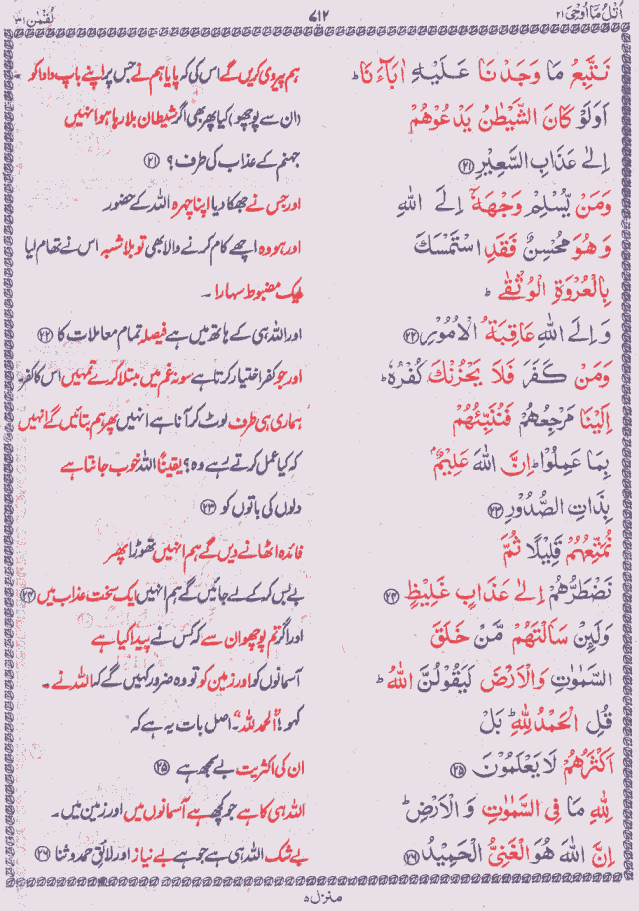 اُتْلُ مَا اُوْحِیَ ۲۱ ۷۱۲ لُقْمٰن ۳۱
نَتَّبِعُ مَا وَجَدْنَا عَلَيْهِ اٰبَآءَنَا ؕ ہم پیروی کریں گے اس کی کہ پایا ہم نے جس پر اپنے باپ دادا کو ۔
اَوَلَوْ كَانَ الشَّيْطٰنُ يَدْعُوْهُمْ (ان سے پوچھو) کیا پھر بھی اگر شیطان بلا رہا ہو انہیں
اِلٰى عَذَابِ السَّعِيْرِ ﴿۲۱﴾ جہنم کے عذاب کی طرف؟ ﴿۲۱﴾
وَمَنْ يُّسْلِمْ وَجْهَهٗۤ اِلَى اللّٰهِ اور جس نے جھکا دیا اپنا چہرہ اللہ کے حضور
وَهُوَ مُحْسِنٌ فَقَدِ اسْتَمْسَكَ اور ہو وہ اچھے کام کرنے والا بھی تو بلا شبہ اس نے تھام لیا
بِالْعُرْوَةِ الْوُثْقٰى ؕ ایک مضبوط سہارا ۔
وَاِلَى اللّٰهِ عَاقِبَةُ الْاُمُوْرِ ﴿۲۲﴾ اور اللہ ہی کے ہاتھ میں ہے فیصلہ تمام معاملات کا ﴿۲۲﴾
وَمَنْ كَفَرَ فَلَا يَحْزُنْكَ كُفْرُهٗ ؕ اور جو کفر اختیار کرتا ہے سو نہ غم میں مبتلا کرے تمہیں اس کا کفر،
اِلَيْنَا مَرْجِعُهُمْ فَنُنَبِّئُهُمْ ہماری ہی طرف لوٹ کر آنا ہے انہیں پھر ہم بتائیں گے انہیں
بِمَا عَمِلُوْا ؕ اِنَّ اللّٰهَ عَلِيْمٌۢ کہ کیا عمل کرتے رہے وہ؟ یقیناً اللہ خوب جانتا ہے
بِذَاتِ الصُّدُوْرِ ﴿۲۳﴾ دلوں کی باتوں کو ﴿۲۳﴾
نُمَتِّعُهُمْ قَلِيْلًا ثُمَّ فائدہ اٹھانے دیں گے ہم انہیں تھوڑا پھر
نَضْطَرُّهُمْ اِلٰى عَذَابٍ غَلِيْظٍ ﴿۲۴﴾ بے بس کر کے لے جائیں گے ہم انہیں ایک سخت عذاب میں ﴿۲۴﴾
وَلَئِنْ سَاَلْتَهُمْ مَّنْ خَلَقَ اور اگر تم پوچھو ان سے کہ کس نے پیدا کیا ہے
السَّمٰوٰتِ وَالْاَرْضَ لَيَقُوْلُنَّ اللّٰهُ ؕ آسمانوں کو اور زمین کو تو وہ ضرور کہیں گے کہ اللہ نے ۔
قُلِ الْحَمْدُ لِلّٰهِ ؕ بَلْ کہو! "الحمد للہ"۔ اصل بات یہ ہے کہ
اَكْثَرُهُمْ لَا يَعْلَمُوْنَ ﴿۲۵﴾ ان کی اکثریت بے سمجھ ہے ﴿۲۵﴾
لِلّٰهِ مَا فِى السَّمٰوٰتِ وَالْاَرْضِ ؕ اللہ ہی کا ہے جو کچھ ہے آسمانوں میں اور زمین میں۔
اِنَّ اللّٰهَ هُوَ الْغَنِىُّ الْحَمِيْدُ ﴿۲۶﴾ بے شک اللہ ہی ہے جو ہے بے نیاز اور لائق حمد و ثنا ﴿۲۶﴾
منزل ۵